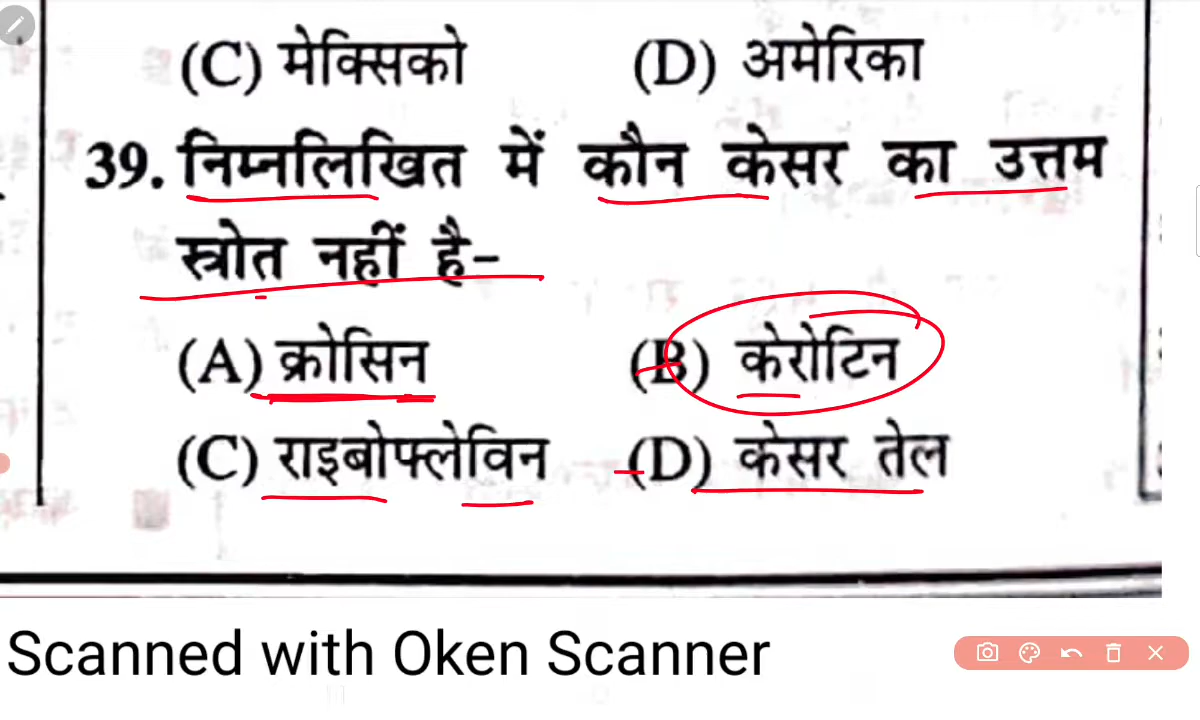 (C) मेक्सिको (D) अमेरिका
39. निम्नलिखित में कौन केसर का उत्तम
स्त्रोत नहीं है–
(A) क्रोसिन (B) केरोटिन
(C) राइबोफ्लेविन (D) केसर तेल
Scanned with Oken Scanner